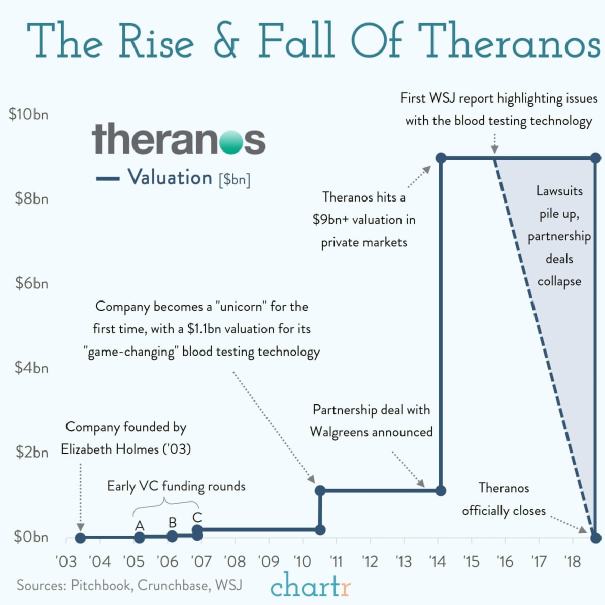 The Rise & Fall Of Theranos
First WSJ report highlighting issues
with the blood testing technology
$10bn
theranos
Valuation [$bn]
$8bn
Theranos hits a
$9bn+ valuation in
private markets
Lawsuits
pile up,
partnership
deals
collapse
$6bn
Company becomes a "unicorn" for the
first time, with a $1.1bn valuation for its
"game-changing" blood testing technology
$4bn
Partnership deal with
Walgreens announced
Company founded by
Elizabeth Holmes ('03)
$2bn
Early VC funding rounds
A B C
Theranos
officially closes
$0bn
'03 '04 '05 '06 '07 '08 '09 '10 '11 '12 '13 '14 '15 '16 '17 '18
Sources: Pitchbook, Crunchbase, WSJ
chartr